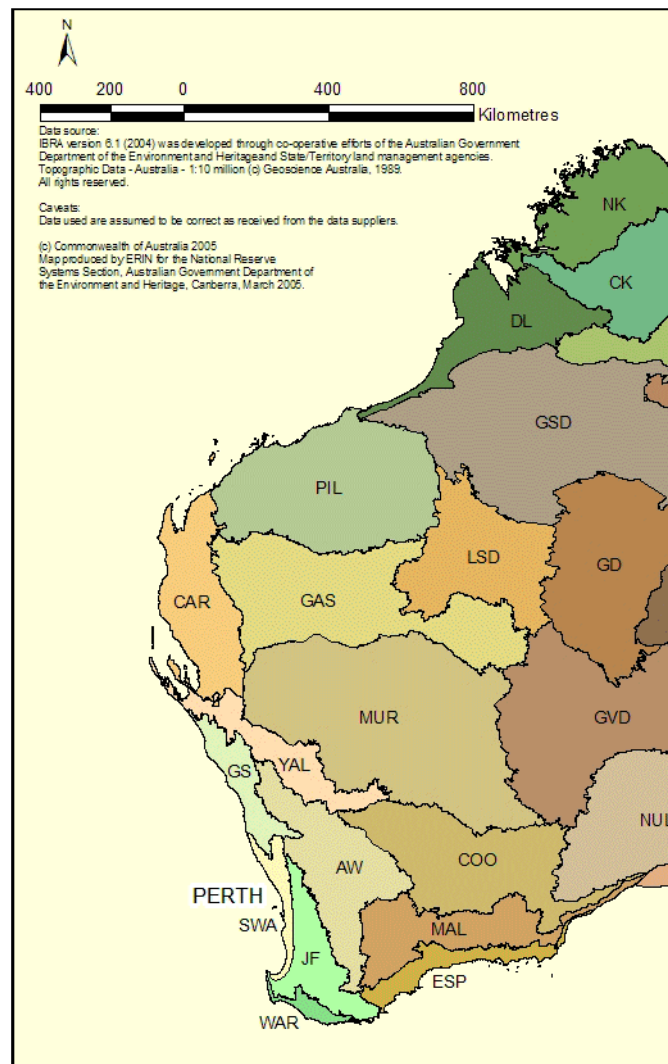 N
400 200 0 400 800
Kilometres
Data source:
IBRA version 6.1 (2004) was developed through co-operative efforts of the Australian Government
Department of the Environment and Heritageand State/Territory land management agencies.
Topographic Data - Australia - 1:10 million (c) Geoscience Australia, 1989.
All rights reserved.
Caveats:
Data used are assumed to be correct as received from the data suppliers.
(c) Commonwealth of Australia 2005
Map produced by ERIN for the National Reserve
Systems Section, Australian Government Department of
the Environment and Heritage, Canberra, March 2005.
NK
CK
DL
GSD
PIL
LSD
GD
GAS
CAR
MUR
GVD
YAL
GS
NUL
COO
AW
PERTH
SWA
MAL
JF
ESP
WAR